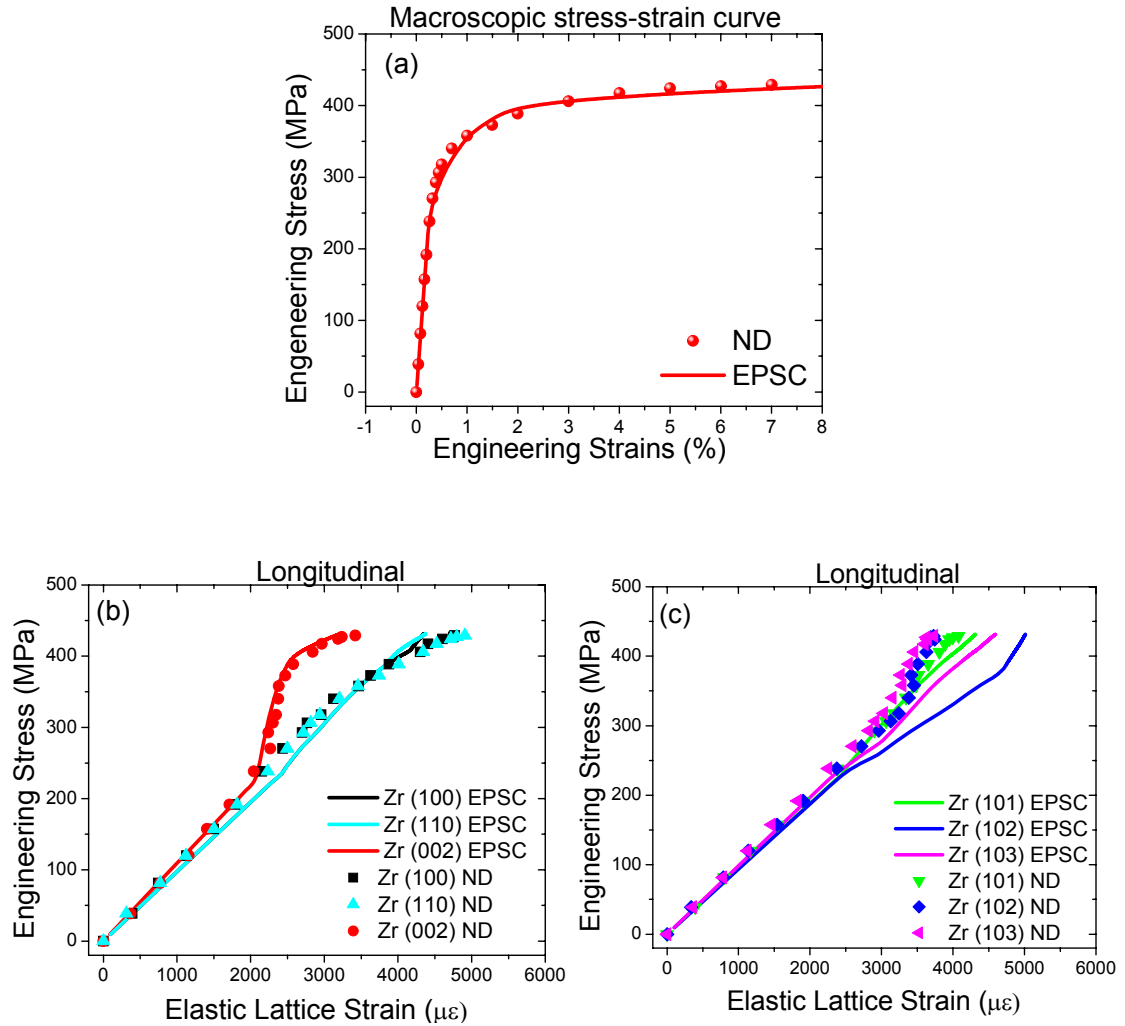 Macroscopic stress-strain curve
(a)
Engeneering Stress (MPa)
500
400
300
200
100
0
ND
EPSC
-1 0 1 2 3 4 5 6 7 8
Engineering Strains (%)
Longitudinal
(b)
Engineering Stress (MPa)
500
400
300
200
100
0
Zr (100) EPSC
Zr (110) EPSC
Zr (002) EPSC
Zr (100) ND
Zr (110) ND
Zr (002) ND
0 1000 2000 3000 4000 5000 6000
Elastic Lattice Strain (με)
Longitudinal
(c)
Engineering Stress (MPa)
500
400
300
200
100
0
Zr (101) EPSC
Zr (102) EPSC
Zr (103) EPSC
Zr (101) ND
Zr (102) ND
Zr (103) ND
0 1000 2000 3000 4000 5000 6000
Elastic Lattice Strain (με)